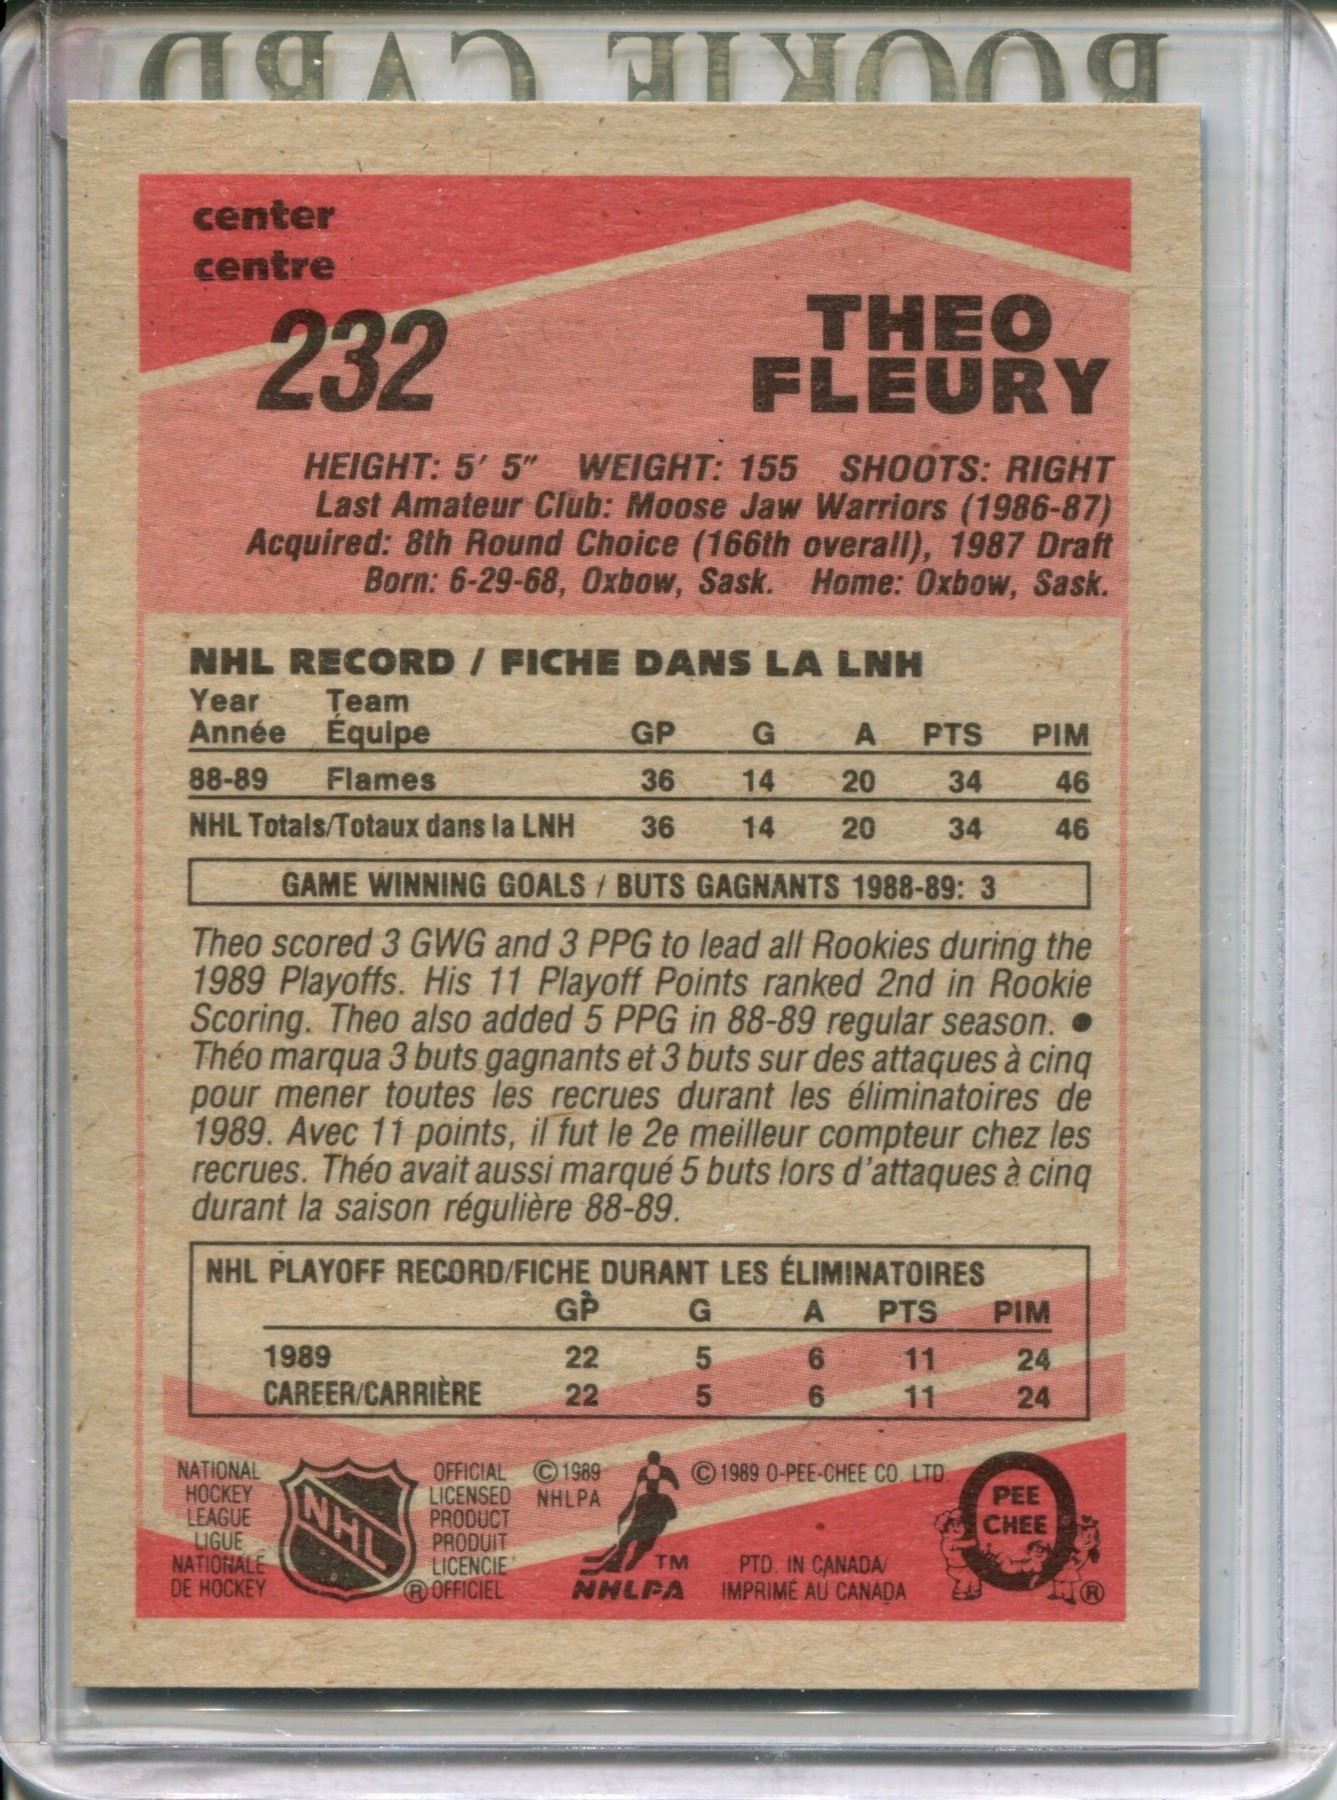 ROOKIE CARD
center
centre
232
THEO
FLEURY
HEIGHT: 5' 5" WEIGHT: 155 SHOOTS: RIGHT
Last Amateur Club: Moose Jaw Warriors (1986-87)
Acquired: 8th Round Choice (166th overall), 1987 Draft
Born: 6-29-68, Oxbow, Sask. Home: Oxbow, Sask.
NHL RECORD / FICHE DANS LA LNH
Year Team
Année Équipe GP G A PTS PIM
88-89 Flames 36 14 20 34 46
NHL Totals/Totaux dans la LNH 36 14 20 34 46
GAME WINNING GOALS / BUTS GAGNANTS 1988-89: 3
Theo scored 3 GWG and 3 PPG to lead all Rookies during the
1989 Playoffs. His 11 Playoff Points ranked 2nd in Rookie
Scoring. Theo also added 5 PPG in 88-89 regular season. ●
Théo marqua 3 buts gagnants et 3 buts sur des attaques à cinq
pour mener toutes les recrues durant les éliminatoires de
1989. Avec 11 points, il fut le 2e meilleur compteur chez les
recrues. Théo avait aussi marqué 5 buts lors d'attaques à cinq
durant la saison régulière 88-89.
NHL PLAYOFF RECORD/FICHE DURANT LES ÉLIMINATOIRES
GP G A PTS PIM
1989 22 5 6 11 24
CAREER/CARRIÈRE 22 5 6 11 24
NATIONAL
HOCKEY
LEAGUE
LIGUE
NATIONALE
DE HOCKEY
NHL
®
OFFICIAL
LICENSED
PRODUCT
PRODUIT
LICENCIE
OFFICIEL
©1989
NHLPA
TM
NHLPA
©1989 O-PEE-CHEE CO. LTD.
PTD. IN CANADA/
IMPRIMÉ AU CANADA
O
PEE
CHEE
®